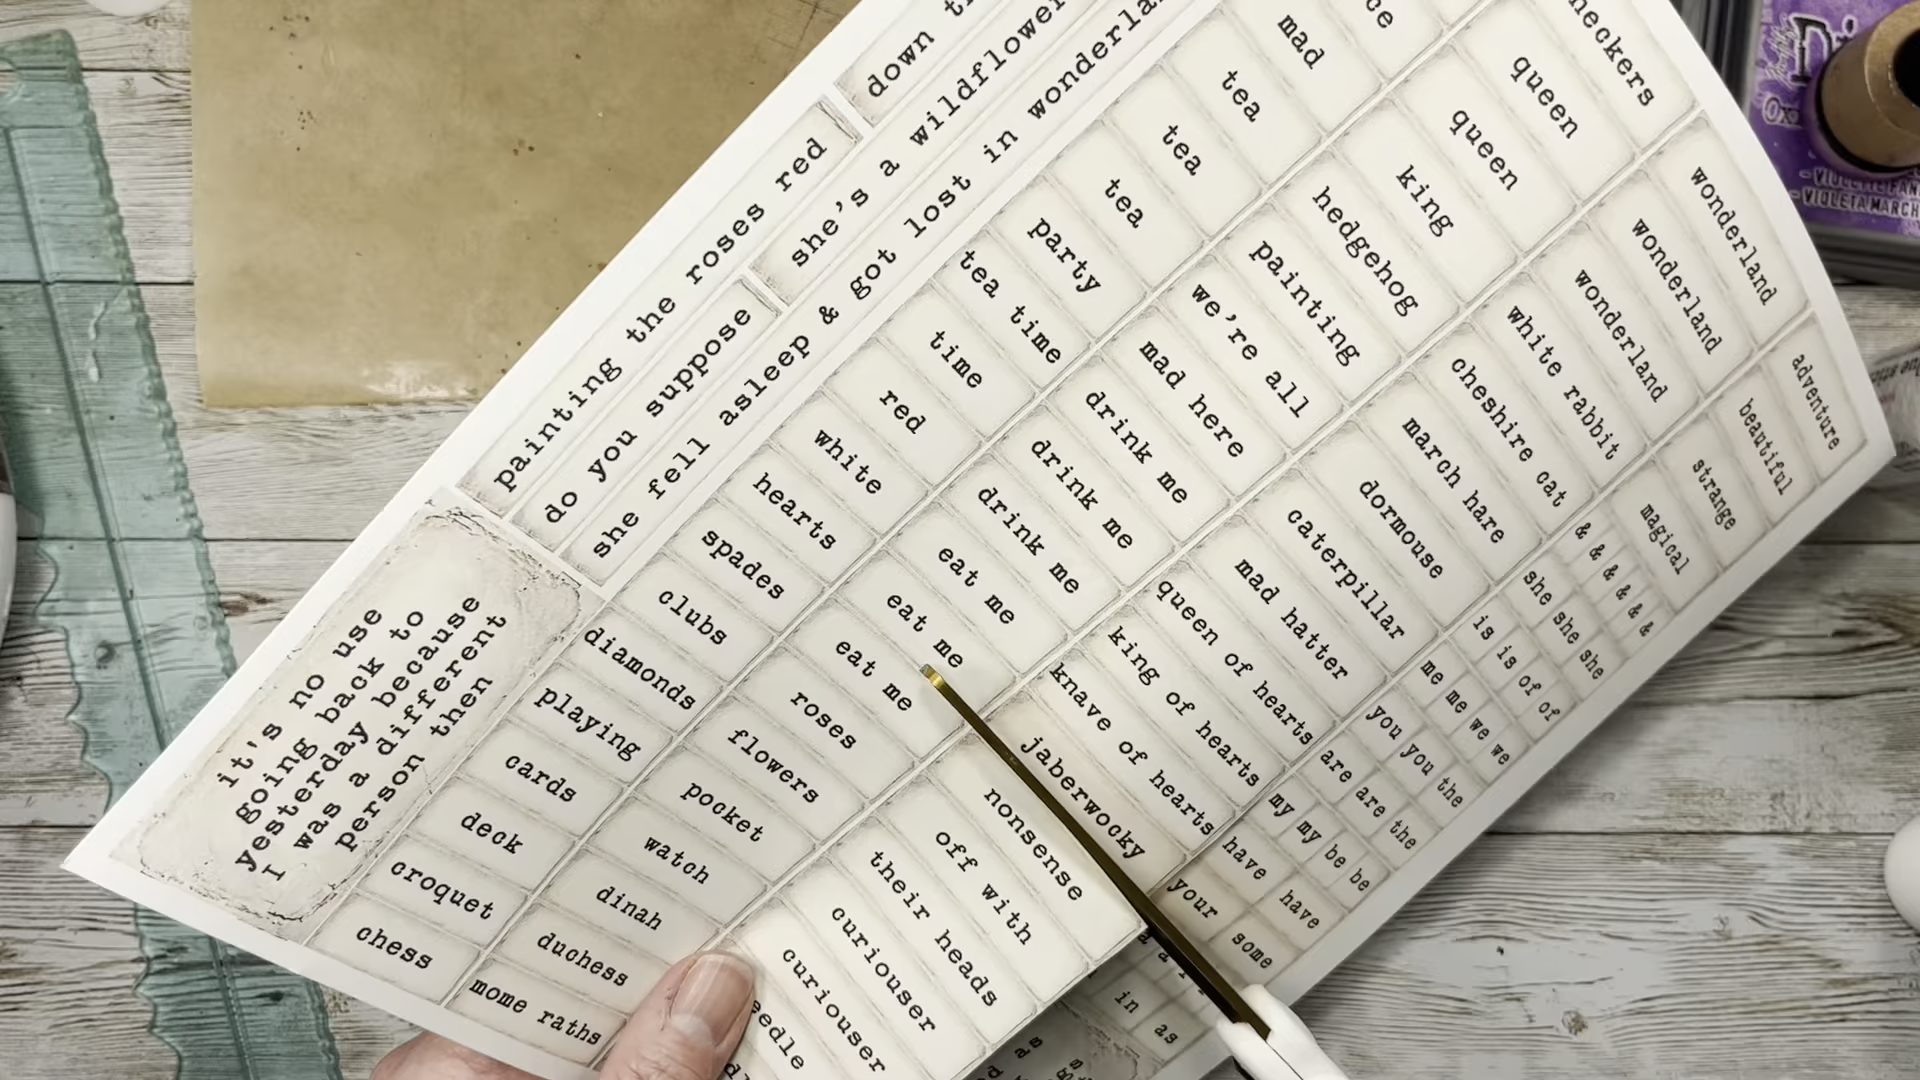 painting the roses red
down
do you suppose
she's a wildflower
she fell asleep & got lost in
it's no use
going back to
yesterday because
I was a different
person then
mad
tea
tea
tea
party
tea time
time
red
white
hearts
spades
clubs
diamonds
playing
cards
deck
croquet
chess
queen
queen
king
hedgehog
painting
we're all
mad here
drink me
drink me
drink me
eat me
eat me
eat me
roses
flowers
pocket
watch
dinah
duchess
mome raths
wonderland
wonderland
wonderland
white rabbit
cheshire cat
march hare
dormouse
caterpillar
mad hatter
queen of hearts
king of hearts
knave of hearts
jaberwocky
nonsense
off with
their heads
curiouser
curiouser
adventure
beautiful
strange
magical
& & & & &
she she she
is is of of
me me we we
you you the
are are the
my my be be
have have
your some
in as